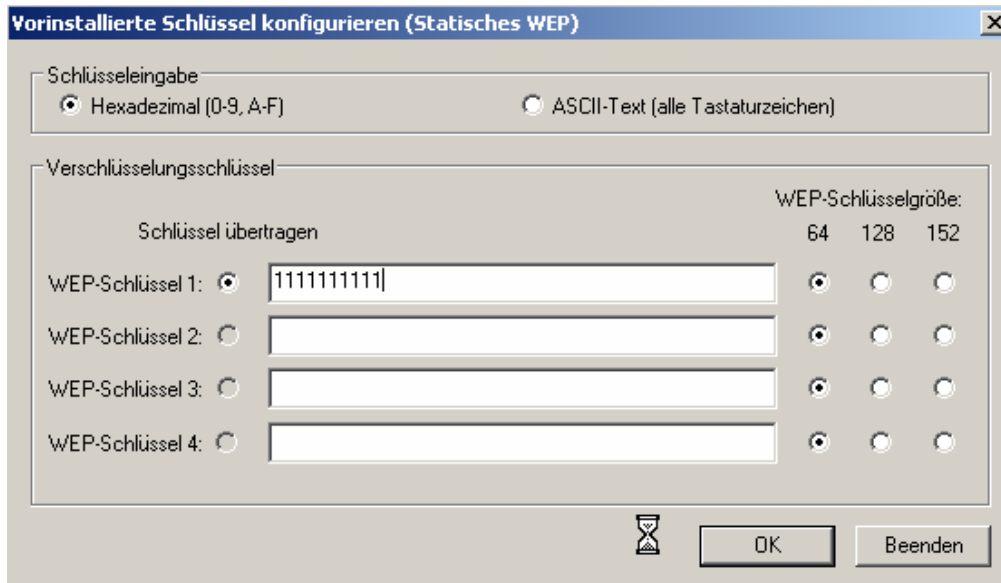 Vorinstallierte Schlüssel konfigurieren (Statisches WEP)
Schlüsseleingabe
Hexadezimal (0-9, A-F) ASCII-Text (alle Tastaturzeichen)
Verschlüsselungsschlüssel
WEP-Schlüsselgröße:
Schlüssel übertragen 64 128 152
WEP-Schlüssel 1: 1111111111
WEP-Schlüssel 2:
WEP-Schlüssel 3:
WEP-Schlüssel 4:
OK Beenden